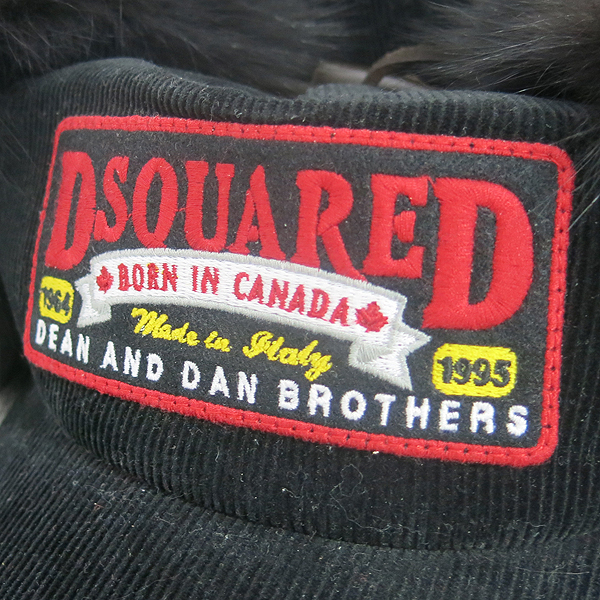 DSQUARED
BORN IN CANADA
1964
Made in Italy
1995
DEAN AND DAN BROTHERS